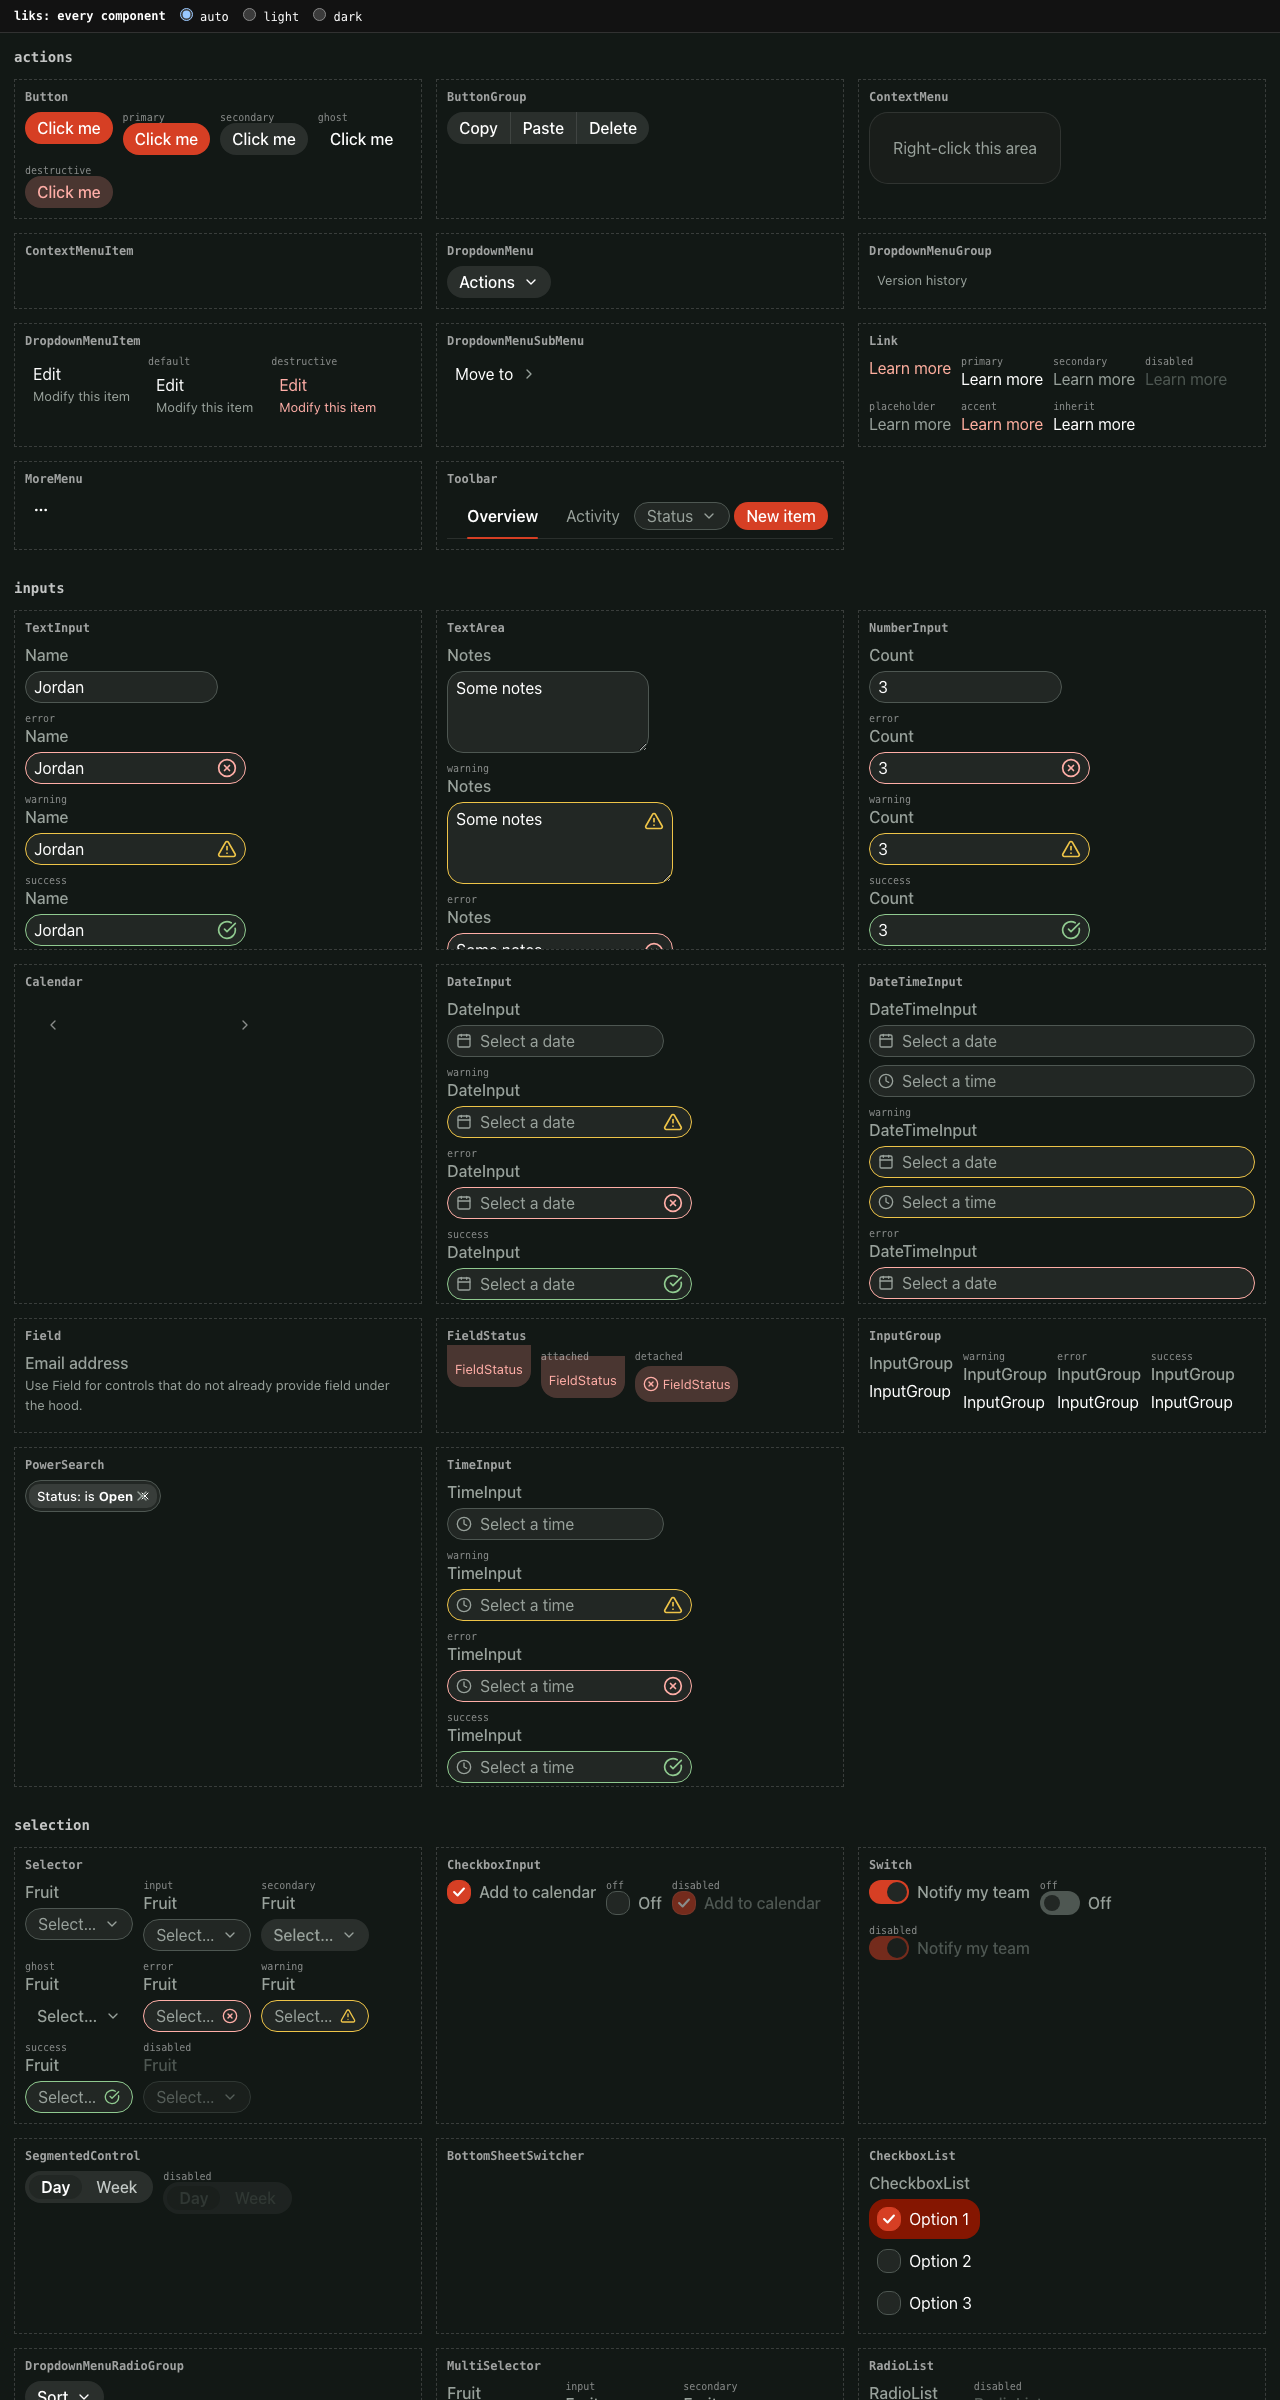 liks: every component auto light dark
actions
Button
Click me
primary
Click me
secondary
Click me
ghost
Click me
destructive
Click me
ButtonGroup
Copy Paste Delete
ContextMenu
Right-click this area
ContextMenuItem
DropdownMenu
Actions
DropdownMenuGroup
Version history
DropdownMenuItem
Edit
Modify this item
default
Edit
Modify this item
destructive
Edit
Modify this item
DropdownMenuSubMenu
Move to
Link
Learn more
primary
Learn more
secondary
Learn more
disabled
Learn more
placeholder
Learn more
accent
Learn more
inherit
Learn more
MoreMenu
Toolbar
Overview Activity Status New item
inputs
TextInput
Name
Jordan
error
Name
Jordan
warning
Name
Jordan
success
Name
Jordan
TextArea
Notes
Some notes
warning
Notes
Some notes
error
Notes
Some notes
NumberInput
Count
3
error
Count
3
warning
Count
3
success
Count
3
Calendar
DateInput
DateInput
Select a date
warning
DateInput
Select a date
error
DateInput
Select a date
success
DateInput
Select a date
DateTimeInput
DateTimeInput
Select a date
Select a time
warning
DateTimeInput
Select a date
Select a time
error
DateTimeInput
Select a date
Field
Email address
Use Field for controls that do not already provide field under
the hood.
FieldStatus
FieldStatus
attached
FieldStatus
detached
FieldStatus
InputGroup
InputGroup
InputGroup
warning
InputGroup
InputGroup
error
InputGroup
InputGroup
success
InputGroup
InputGroup
PowerSearch
Status: is Open
TimeInput
TimeInput
Select a time
warning
TimeInput
Select a time
error
TimeInput
Select a time
success
TimeInput
Select a time
selection
Selector
Fruit
Select...
input
Fruit
Select...
secondary
Fruit
Select...
ghost
Fruit
Select...
error
Fruit
Select...
warning
Fruit
Select...
success
Fruit
Select...
disabled
Fruit
Select...
CheckboxInput
Add to calendar
off
Off
disabled
Add to calendar
Switch
Notify my team
off
Off
disabled
Notify my team
SegmentedControl
Day Week
disabled
Day Week
BottomSheetSwitcher
CheckboxList
CheckboxList
Option 1
Option 2
Option 3
DropdownMenuRadioGroup
Sort
MultiSelector
Fruit
input
secondary
RadioList
RadioList
disabled